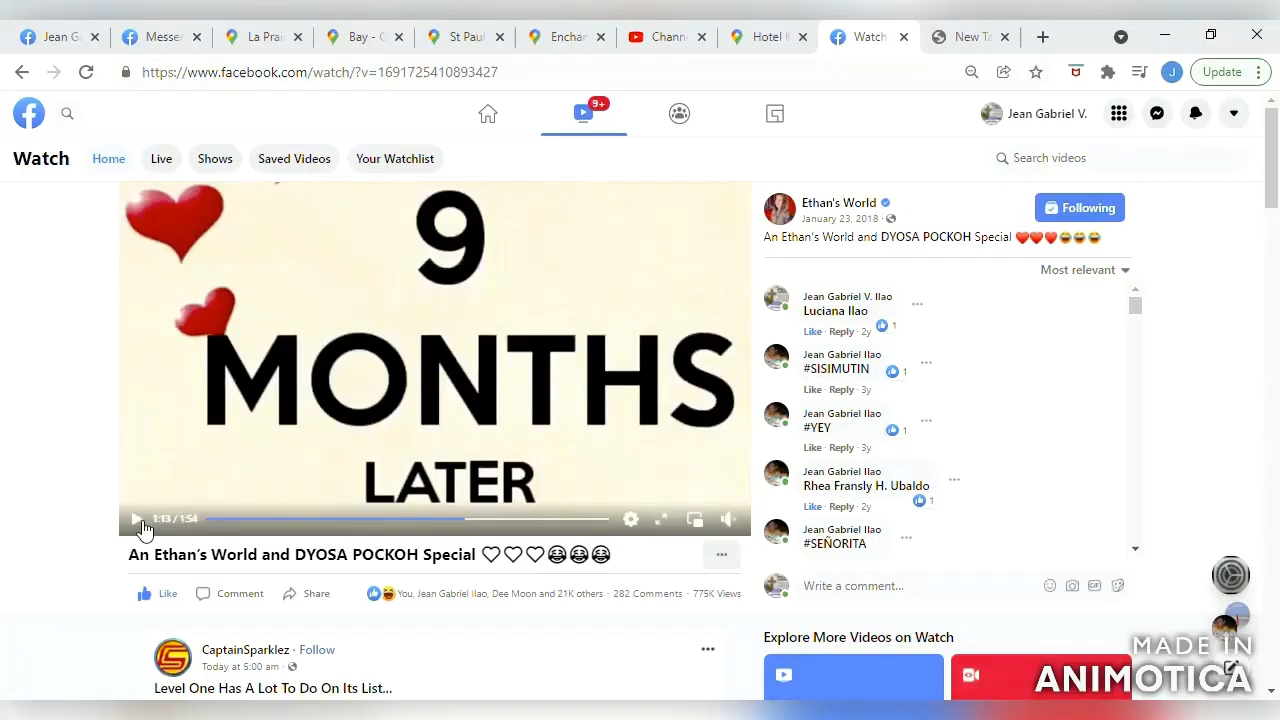 Jean G
Messer
La Prai
Bay - C
St Paul
Enchan
Chann
Hotel K
Watch
New Ta
https://www.facebook.com/watch/?v=1691725410893427
J
Update
9+
Jean Gabriel V.
Watch
Home
Live
Shows
Saved Videos
Your Watchlist
Search videos
9
MONTHS
LATER
1:13 / 1:54
An Ethan's World and DYOSA POCKOH Special ♡♡♡😂😂😂
Like
Comment
Share
You, Jean Gabriel Ilao, Dee Moon and 21K others · 282 Comments · 775K Views
CaptainSparklez · Follow
Today at 5:00 am ·
Level One Has A Lot To Do On Its List...
Ethan's World
January 23, 2018 ·
Following
An Ethan's World and DYOSA POCKOH Special ❤️❤️❤️😂😂😂
Most relevant
Jean Gabriel V. Ilao
Luciana Ilao
Like · Reply · 2y
1
Jean Gabriel Ilao
#SISIMUTIN
1
Like · Reply · 3y
Jean Gabriel Ilao
#YEY
1
Like · Reply · 3y
Jean Gabriel Ilao
Rhea Fransly H. Ubaldo
Like · Reply · 2y
1
Jean Gabriel Ilao
#SEÑORITA
Write a comment...
GIF
Explore More Videos on Watch
MADE IN
ANIMOTICA